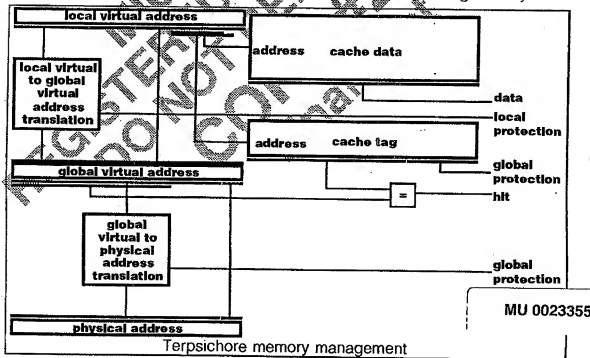 local virtual address
address cache data
local virtual
to global
virtual
address
translation
data
local
protection
address cache tag
global
protection
global virtual address
=
hit
global
virtual to
physical
address
translation
global
protection
MU 0023355
physical address
Terpsichore memory management